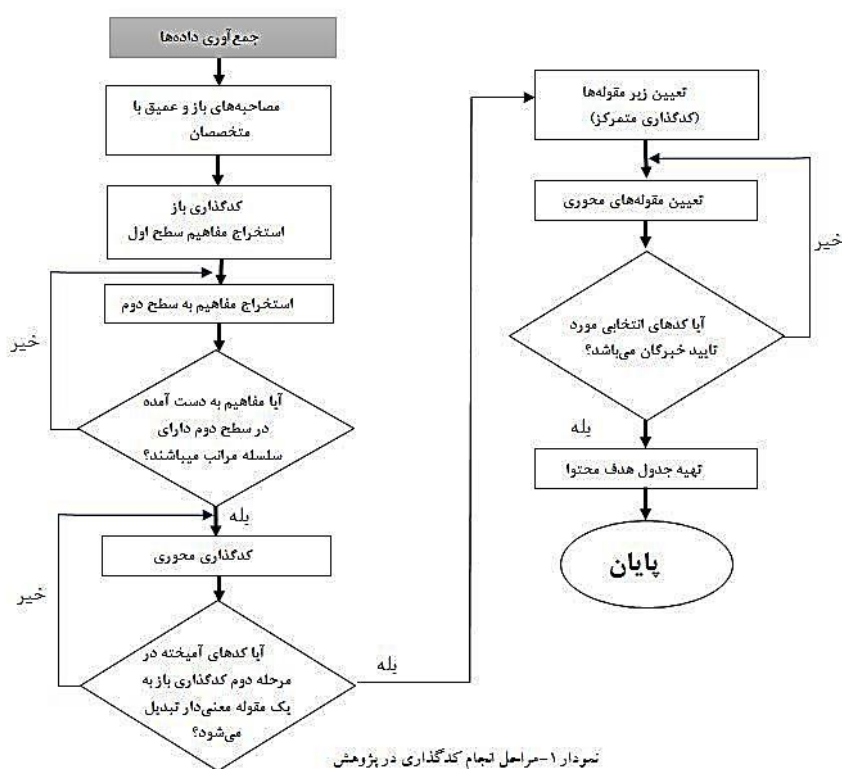 جمع‌آوری داده‌ها
مصاحبه‌های باز و عمیق با
متخصصان
کدگذاری باز
استخراج مفاهیم سطح اول
استخراج مفاهیم به سطح دوم
خیر
آیا مفاهیم به دست آمده
در سطح دوم دارای
سلسله مراتب میباشند؟
یله
کدگذاری محوری
خیر
آیا کدهای آمیخته در
مرحله دوم کدگذاری باز به
یک مقوله معنی‌دار تبدیل
می‌شود؟
یله
تعیین زیر مقوله‌ها
(کدگذاری متمرکز)
تعیین مقوله‌های محوری
خیر
آیا کدهای انتخابی مورد
تایید خبرگان می‌باشد؟
یله
تهیه جدول هدف محتوا
پایان
نمودار ۱-مراحل انجام کدگذاری در پژوهش